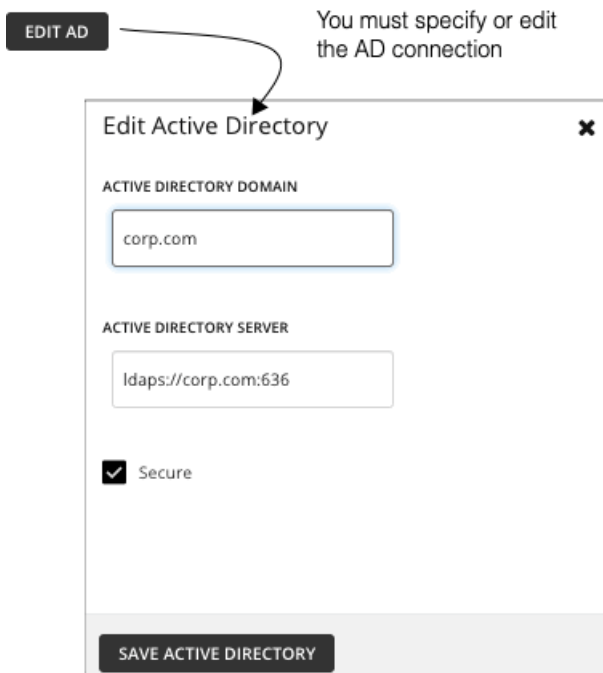 EDIT AD
You must specify or edit
the AD connection
Edit Active Directory
ACTIVE DIRECTORY DOMAIN
corp.com
ACTIVE DIRECTORY SERVER
ldaps://corp.com:636
Secure
SAVE ACTIVE DIRECTORY